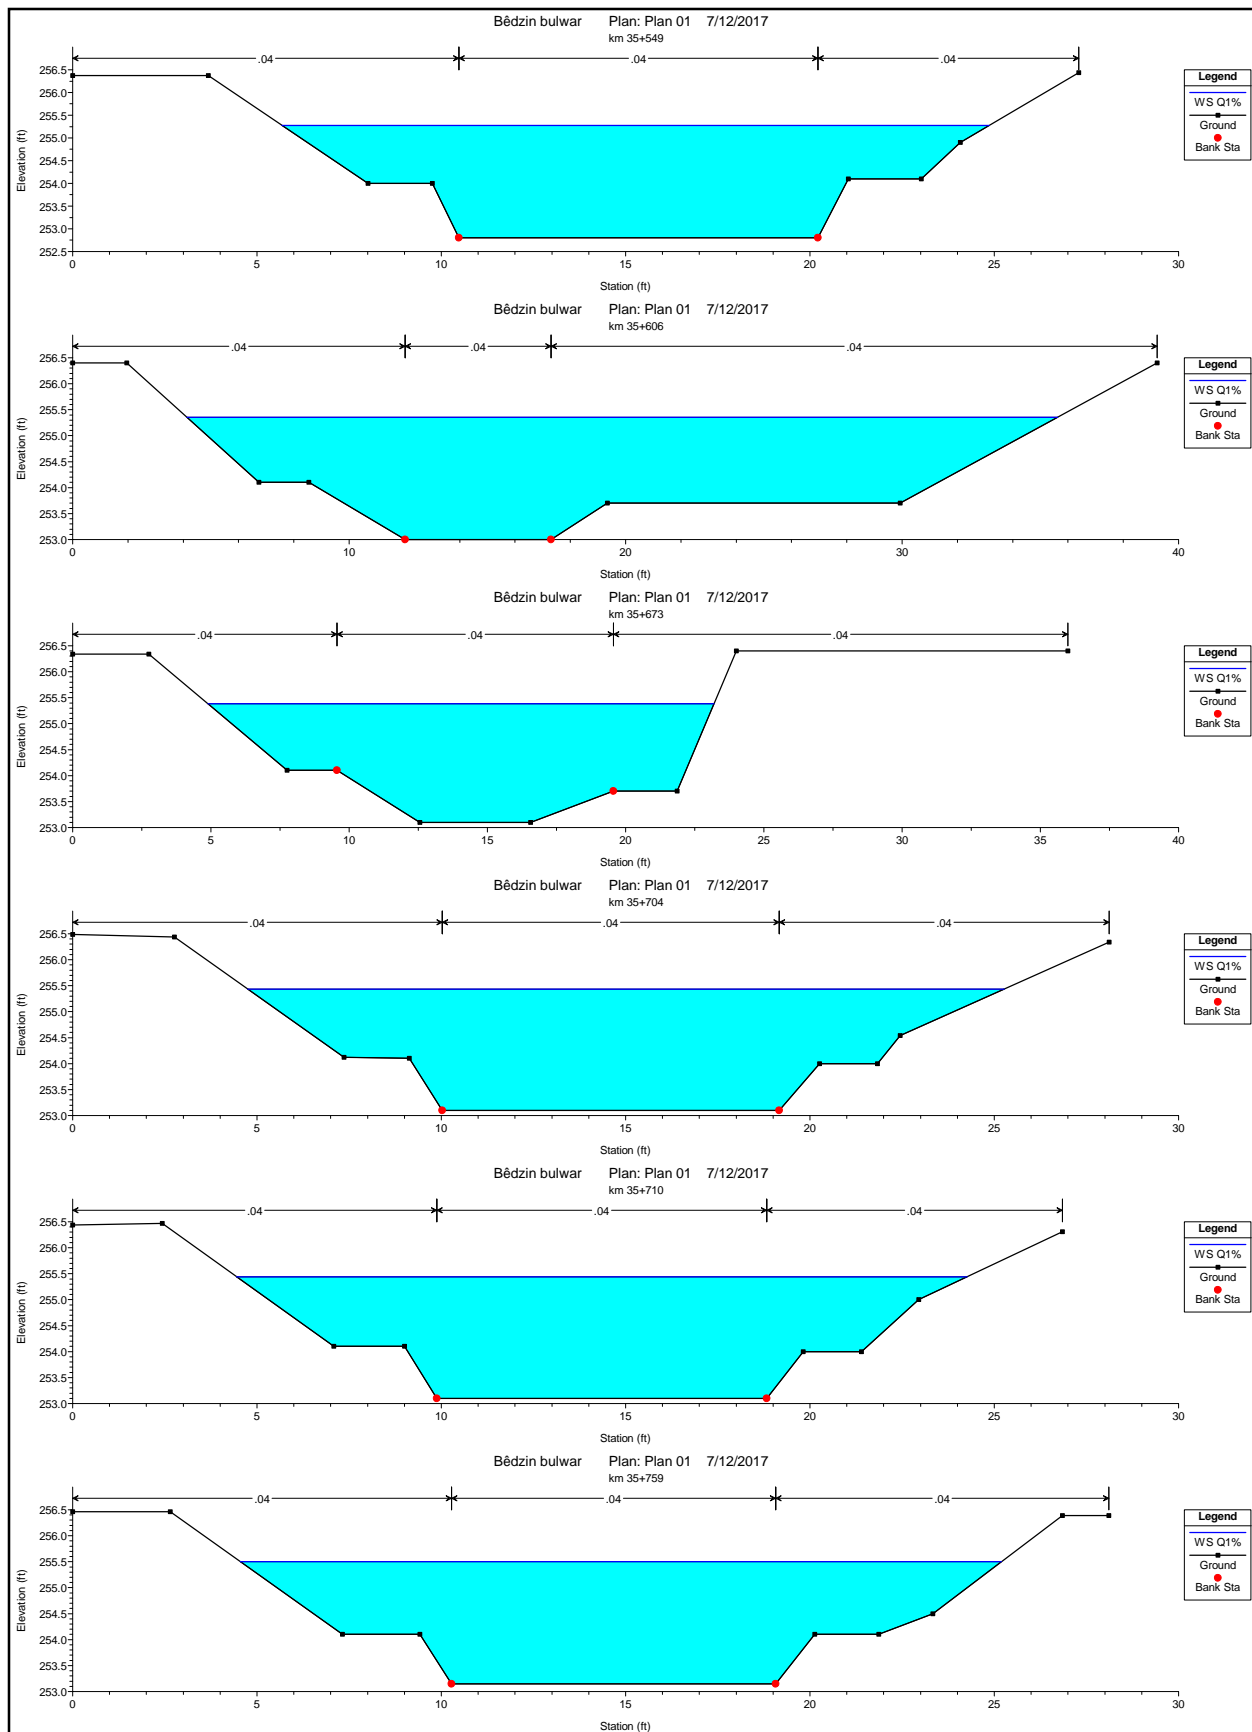 Bêdzin bulwar Plan: Plan 01 7/12/2017
km 35+549
.04 .04 .04
256.5
256.0
255.5
255.0
254.5
254.0
253.5
253.0
252.5
Elevation (ft)
0 5 10 15 20 25 30
Station (ft)
Legend
WS Q1%
Ground
Bank Sta
Bêdzin bulwar Plan: Plan 01 7/12/2017
km 35+606
.04 .04 .04
256.5
256.0
255.5
255.0
254.5
254.0
253.5
253.0
Elevation (ft)
0 10 20 30 40
Station (ft)
Legend
WS Q1%
Ground
Bank Sta
Bêdzin bulwar Plan: Plan 01 7/12/2017
km 35+673
.04 .04 .04
256.5
256.0
255.5
255.0
254.5
254.0
253.5
253.0
Elevation (ft)
0 5 10 15 20 25 30 35 40
Station (ft)
Legend
WS Q1%
Ground
Bank Sta
Bêdzin bulwar Plan: Plan 01 7/12/2017
km 35+704
.04 .04 .04
256.5
256.0
255.5
255.0
254.5
254.0
253.5
253.0
Elevation (ft)
0 5 10 15 20 25 30
Station (ft)
Legend
WS Q1%
Ground
Bank Sta
Bêdzin bulwar Plan: Plan 01 7/12/2017
km 35+710
.04 .04 .04
256.5
256.0
255.5
255.0
254.5
254.0
253.5
253.0
Elevation (ft)
0 5 10 15 20 25 30
Station (ft)
Legend
WS Q1%
Ground
Bank Sta
Bêdzin bulwar Plan: Plan 01 7/12/2017
km 35+759
.04 .04 .04
256.5
256.0
255.5
255.0
254.5
254.0
253.5
253.0
Elevation (ft)
0 5 10 15 20 25 30
Station (ft)
Legend
WS Q1%
Ground
Bank Sta